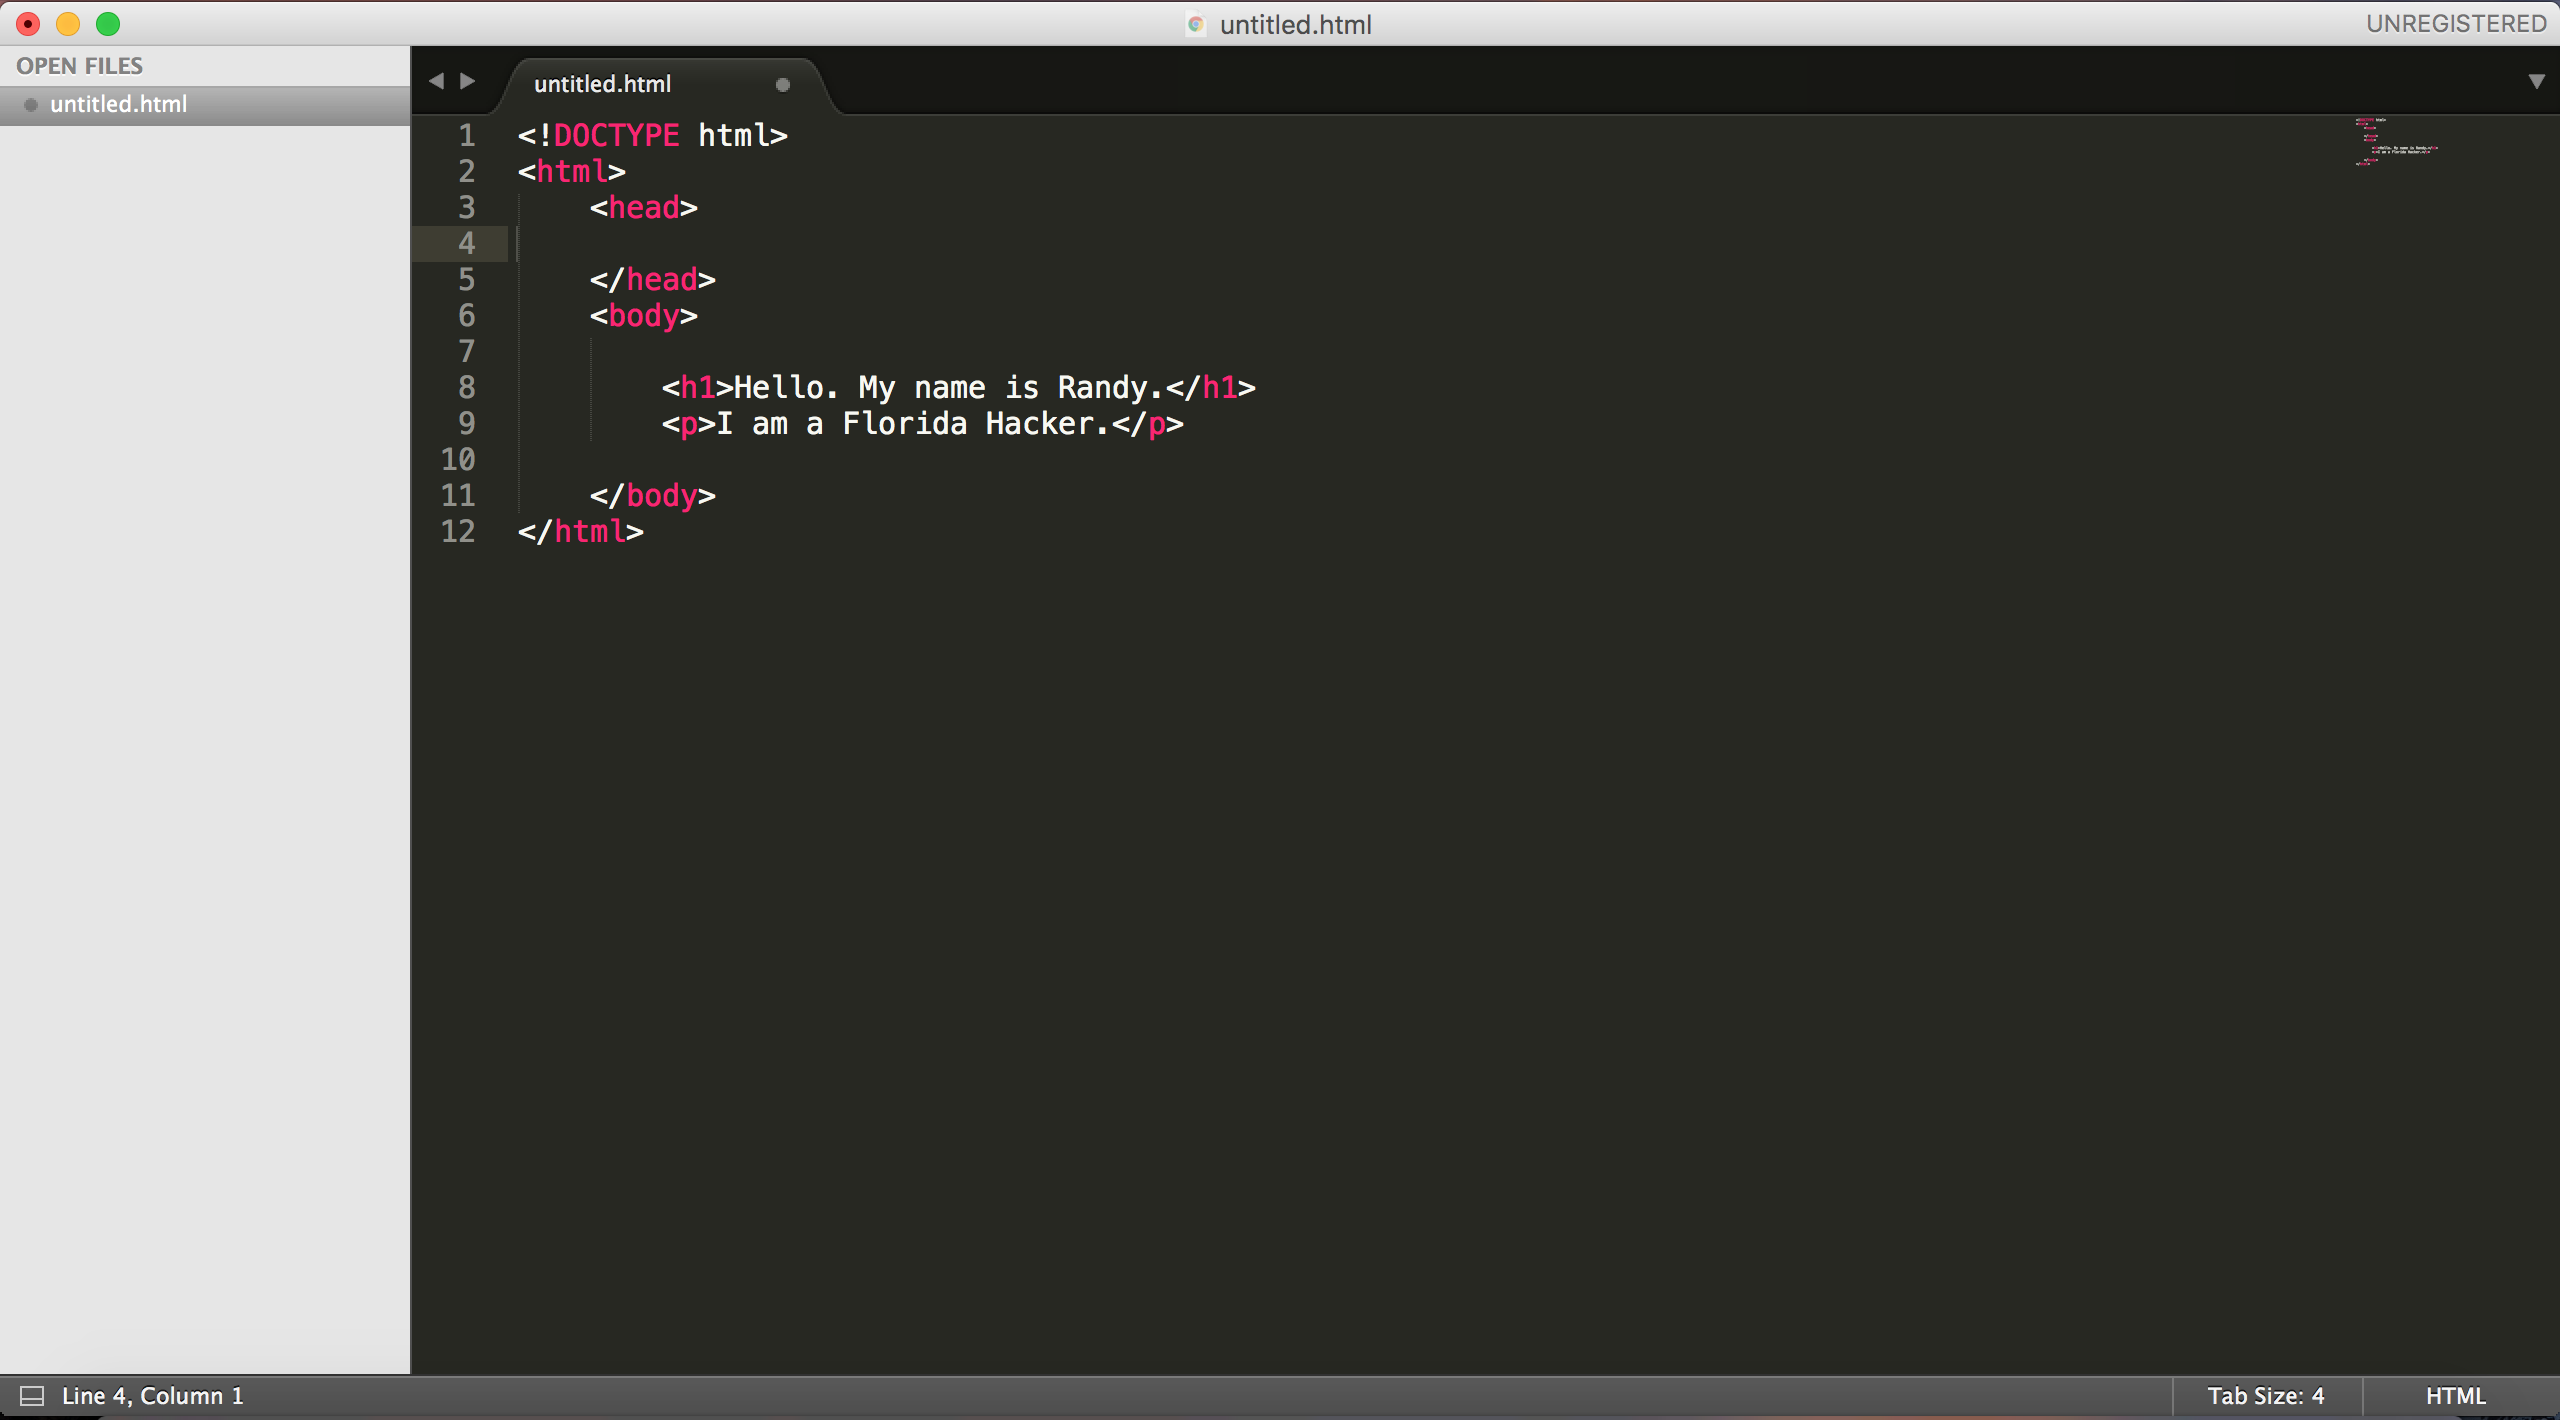 untitled.html
UNREGISTERED
OPEN FILES
untitled.html
untitled.html
1 <!DOCTYPE html>
2 <html>
3     <head>
4
5     </head>
6     <body>
7
8         <h1>Hello. My name is Randy.</h1>
9         <p>I am a Florida Hacker.</p>
10
11     </body>
12 </html>
Line 4, Column 1
Tab Size: 4
HTML